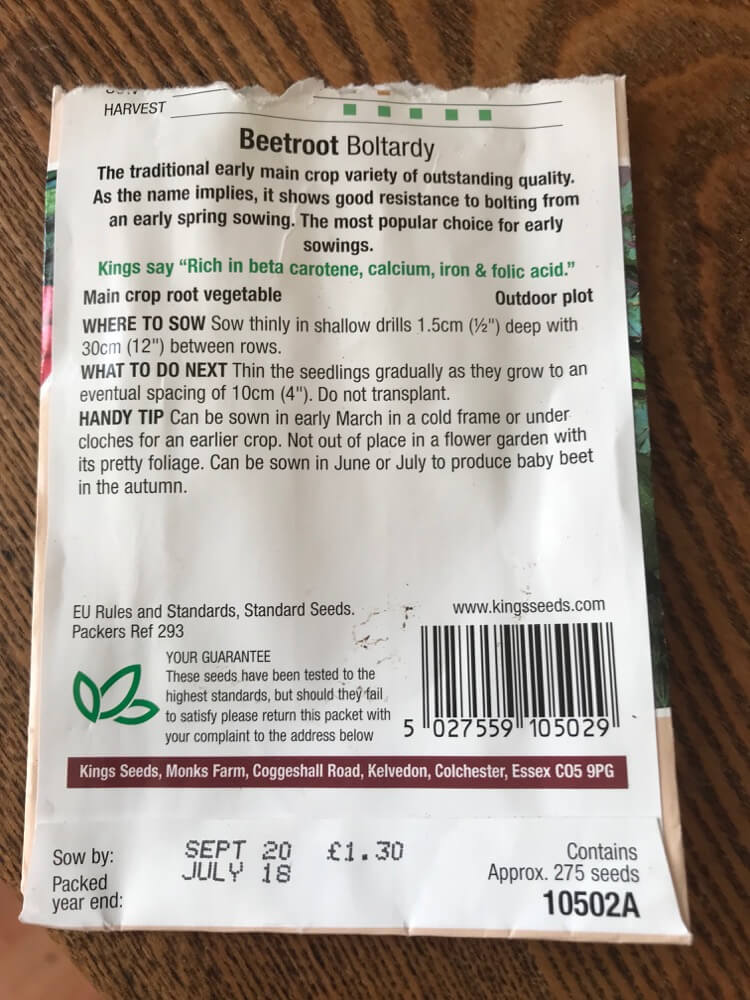 HARVEST
Beetroot Boltardy
The traditional early main crop variety of outstanding quality.
As the name implies, it shows good resistance to bolting from
an early spring sowing. The most popular choice for early
sowings.
Kings say “Rich in beta carotene, calcium, iron & folic acid.”
Main crop root vegetable Outdoor plot
WHERE TO SOW Sow thinly in shallow drills 1.5cm (½") deep with
30cm (12") between rows.
WHAT TO DO NEXT Thin the seedlings gradually as they grow to an
eventual spacing of 10cm (4"). Do not transplant.
HANDY TIP Can be sown in early March in a cold frame or under
cloches for an earlier crop. Not out of place in a flower garden with
its pretty foliage. Can be sown in June or July to produce baby beet
in the autumn.
EU Rules and Standards, Standard Seeds.
Packers Ref 293
www.kingsseeds.com
YOUR GUARANTEE
These seeds have been tested to the
highest standards, but should they fail
to satisfy please return this packet with
your complaint to the address below
5 027559 105029
Kings Seeds, Monks Farm, Coggeshall Road, Kelvedon, Colchester, Essex CO5 9PG
Sow by: SEPT 20 £1.30
Packed
year end: JULY 18
Contains
Approx. 275 seeds
10502A